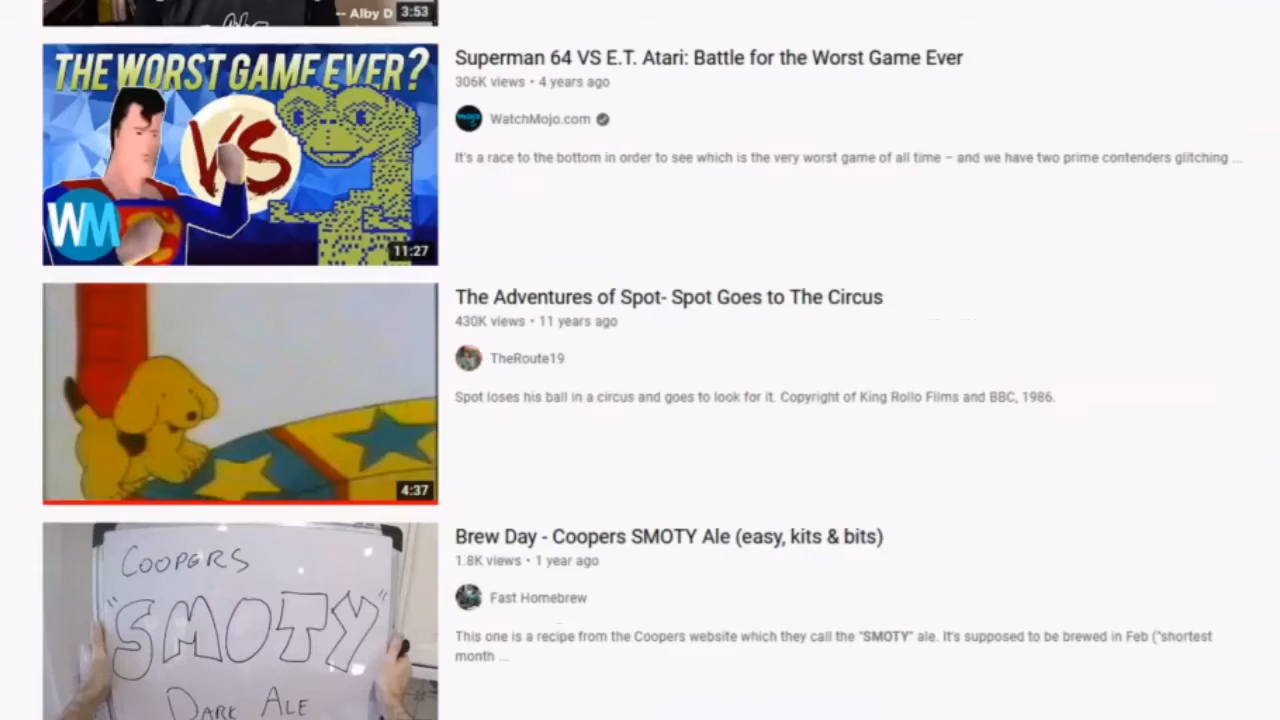 -- Alby D 3:53
THE WORST GAME EVER?
VS
WM
11:27
Superman 64 VS E.T. Atari: Battle for the Worst Game Ever
306K views • 4 years ago
WatchMojo.com
It's a race to the bottom in order to see which is the very worst game of all time – and we have two prime contenders glitching ...
4:37
The Adventures of Spot- Spot Goes to The Circus
430K views • 11 years ago
TheRoute19
Spot loses his ball in a circus and goes to look for it. Copyright of King Rollo Films and BBC, 1986.
COOPERS
"SMOTY"
DARK ALE
Brew Day - Coopers SMOTY Ale (easy, kits & bits)
1.8K views • 1 year ago
Fast Homebrew
This one is a recipe from the Coopers website which they call the "SMOTY" ale. It's supposed to be brewed in Feb ("shortest
month ...